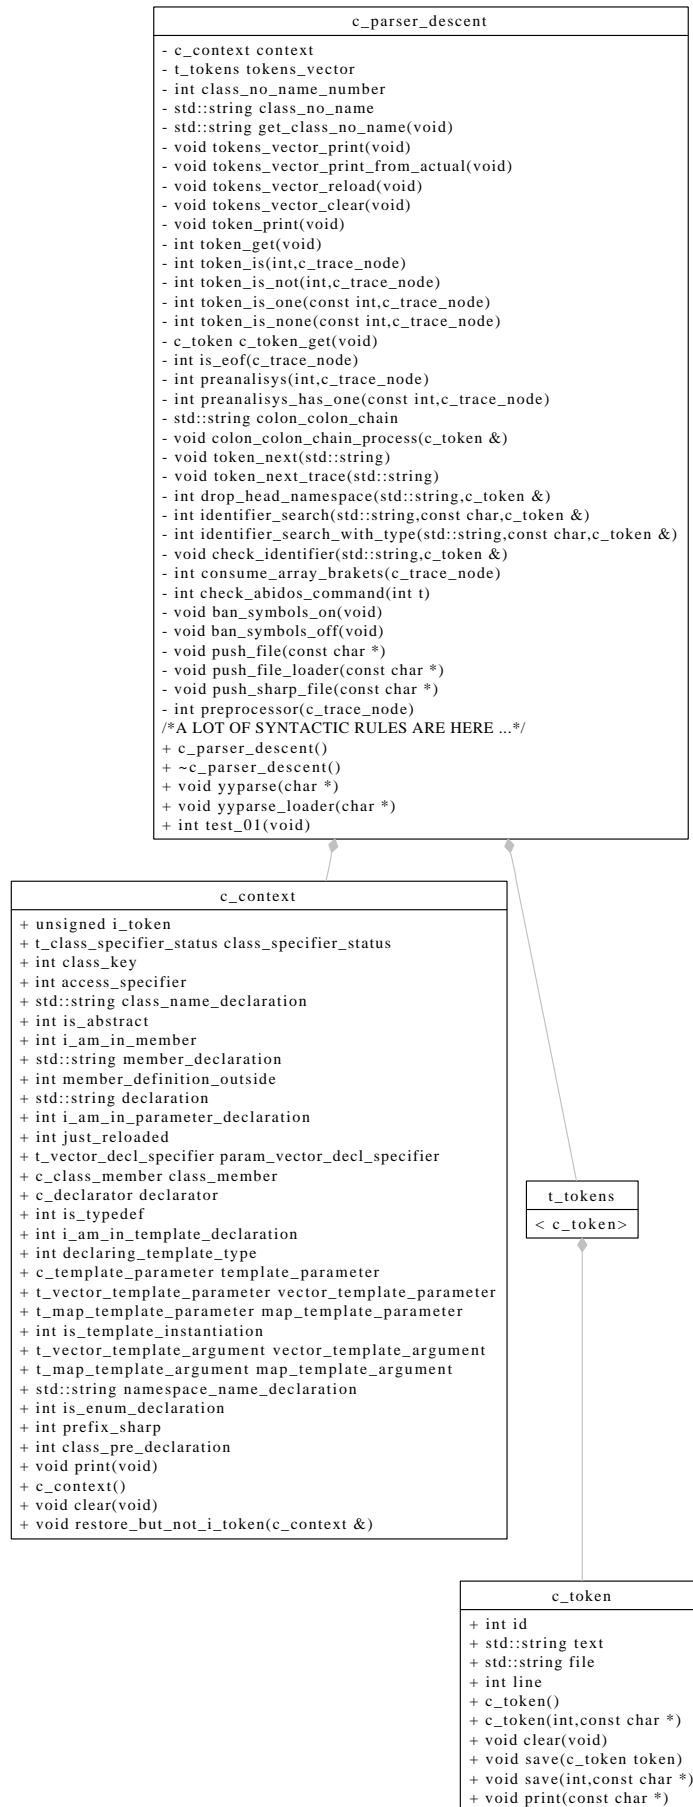 c_parser_descent
- c_context context
- t_tokens tokens_vector
- int class_no_name_number
- std::string class_no_name
- std::string get_class_no_name(void)
- void tokens_vector_print(void)
- void tokens_vector_print_from_actual(void)
- void tokens_vector_reload(void)
- void tokens_vector_clear(void)
- void token_print(void)
- int token_get(void)
- int token_is(int,c_trace_node)
- int token_is_not(int,c_trace_node)
- int token_is_one(const int,c_trace_node)
- int token_is_none(const int,c_trace_node)
- c_token c_token_get(void)
- int is_eof(c_trace_node)
- int preanalisys(int,c_trace_node)
- int preanalisys_has_one(const int,c_trace_node)
- std::string colon_colon_chain
- void colon_colon_chain_process(c_token &)
- void token_next(std::string)
- void token_next_trace(std::string)
- int drop_head_namespace(std::string,c_token &)
- int identifier_search(std::string,const char,c_token &)
- int identifier_search_with_type(std::string,const char,c_token &)
- void check_identifier(std::string,c_token &)
- int consume_array_brakets(c_trace_node)
- int check_abidos_command(int t)
- void ban_symbols_on(void)
- void ban_symbols_off(void)
- void push_file(const char *)
- void push_file_loader(const char *)
- void push_sharp_file(const char *)
- int preprocessor(c_trace_node)
/*A LOT OF SYNTACTIC RULES ARE HERE ...*/
+ c_parser_descent()
+ ~c_parser_descent()
+ void yyparse(char *)
+ void yyparse_loader(char *)
+ int test_01(void)
c_context
+ unsigned i_token
+ t_class_specifier_status class_specifier_status
+ int class_key
+ int access_specifier
+ std::string class_name_declaration
+ int is_abstract
+ int i_am_in_member
+ std::string member_declaration
+ int member_definition_outside
+ std::string declaration
+ int i_am_in_parameter_declaration
+ int just_reloaded
+ t_vector_decl_specifier param_vector_decl_specifier
+ c_class_member class_member
+ c_declarator declarator
+ int is_typedef
+ int i_am_in_template_declaration
+ int declaring_template_type
+ c_template_parameter template_parameter
+ t_vector_template_parameter vector_template_parameter
+ t_map_template_parameter map_template_parameter
+ int is_template_instantiation
+ t_vector_template_argument vector_template_argument
+ t_map_template_argument map_template_argument
+ std::string namespace_name_declaration
+ int is_enum_declaration
+ int prefix_sharp
+ int class_pre_declaration
+ void print(void)
+ c_context()
+ void clear(void)
+ void restore_but_not_i_token(c_context &)
t_tokens
< c_token>
c_token
+ int id
+ std::string text
+ std::string file
+ int line
+ c_token()
+ c_token(int,const char *)
+ void clear(void)
+ void save(c_token token)
+ void save(int,const char *)
+ void print(const char *)